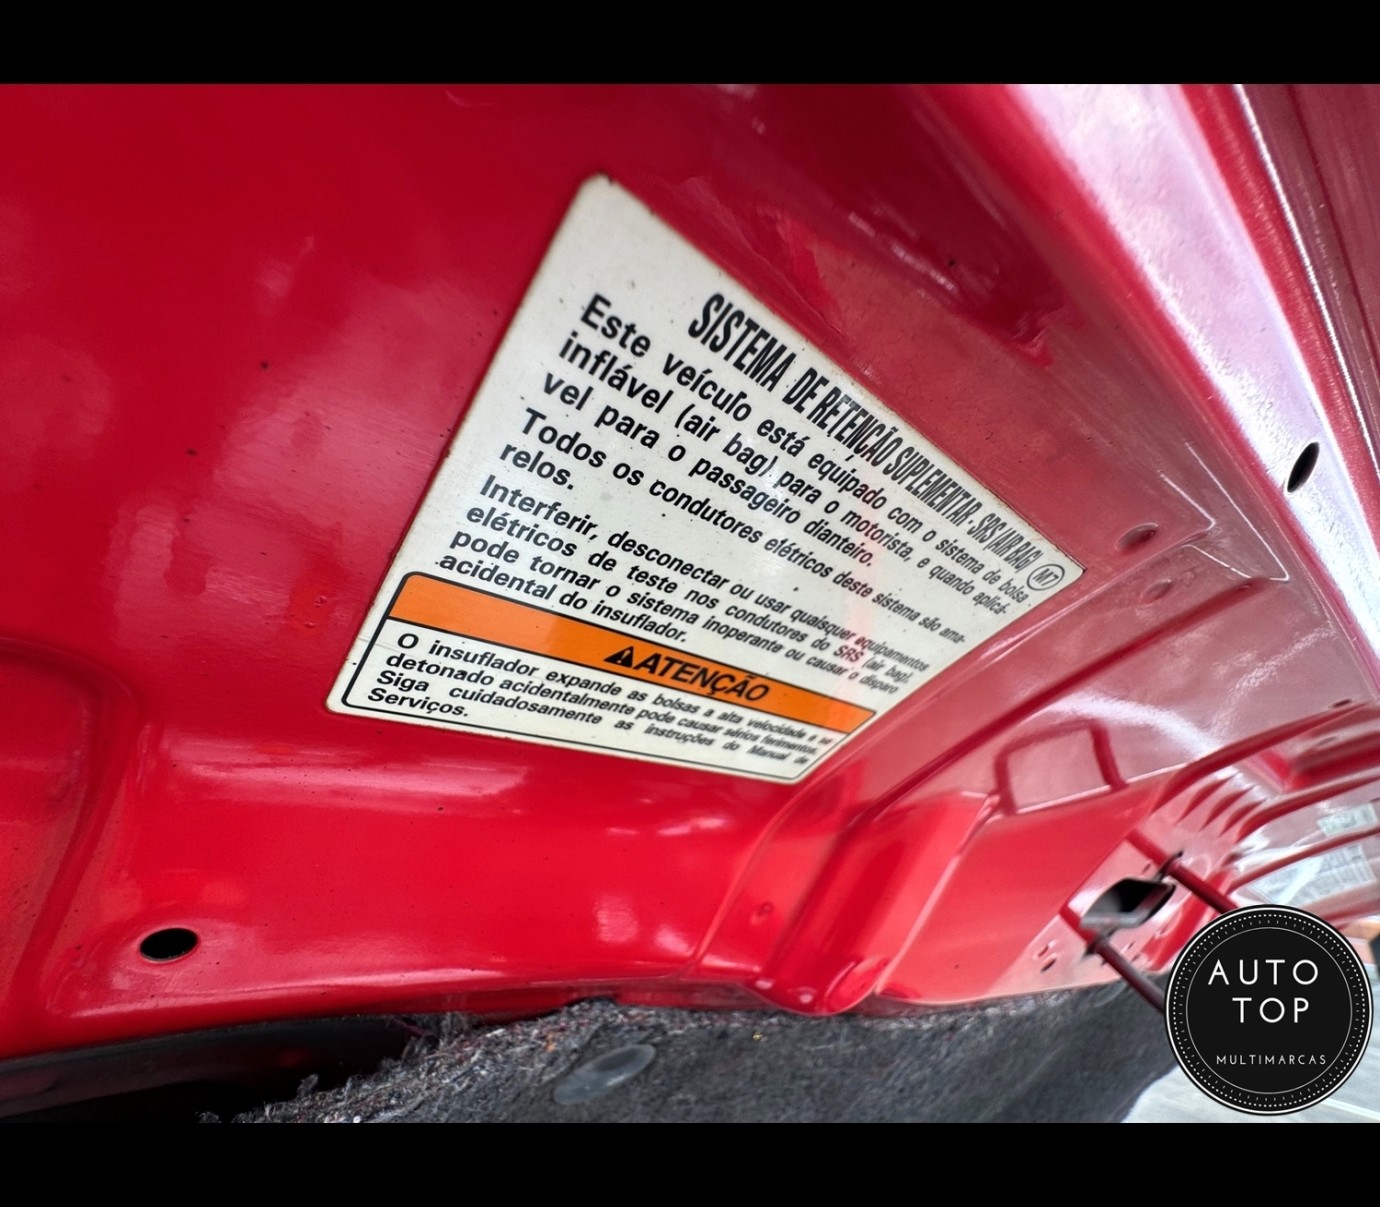 SISTEMA DE RETENÇÃO SUPLEMENTAR - SRS (AIR BAG) M7
Este veículo está equipado com o sistema de bolsa
inflável (air bag) para o motorista, e quando aplicá-
vel para o passageiro dianteiro.
Todos os condutores elétricos deste sistema são ama-
relos.
Interferir, desconectar ou usar quaisquer equipamentos
elétricos de teste nos condutores do SRS (air bag),
pode tornar o sistema inoperante ou causar o disparo
acidental do insuflador.
ATENÇÃO
O insuflador expande as bolsas a alta velocidade e se
detonado acidentalmente pode causar sérios ferimentos.
Siga cuidadosamente as instruções do Manual de
Serviços.
AUTO
TOP
MULTIMARCAS